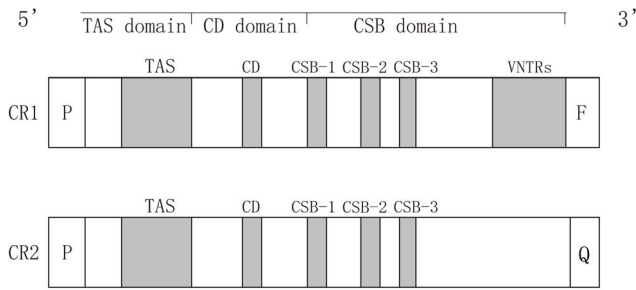 5’ 3’
TAS domain CD domain CSB domain
TAS CD CSB-1 CSB-2 CSB-3 VNTRs
CR1 P F
TAS CD CSB-1 CSB-2 CSB-3
CR2 P Q